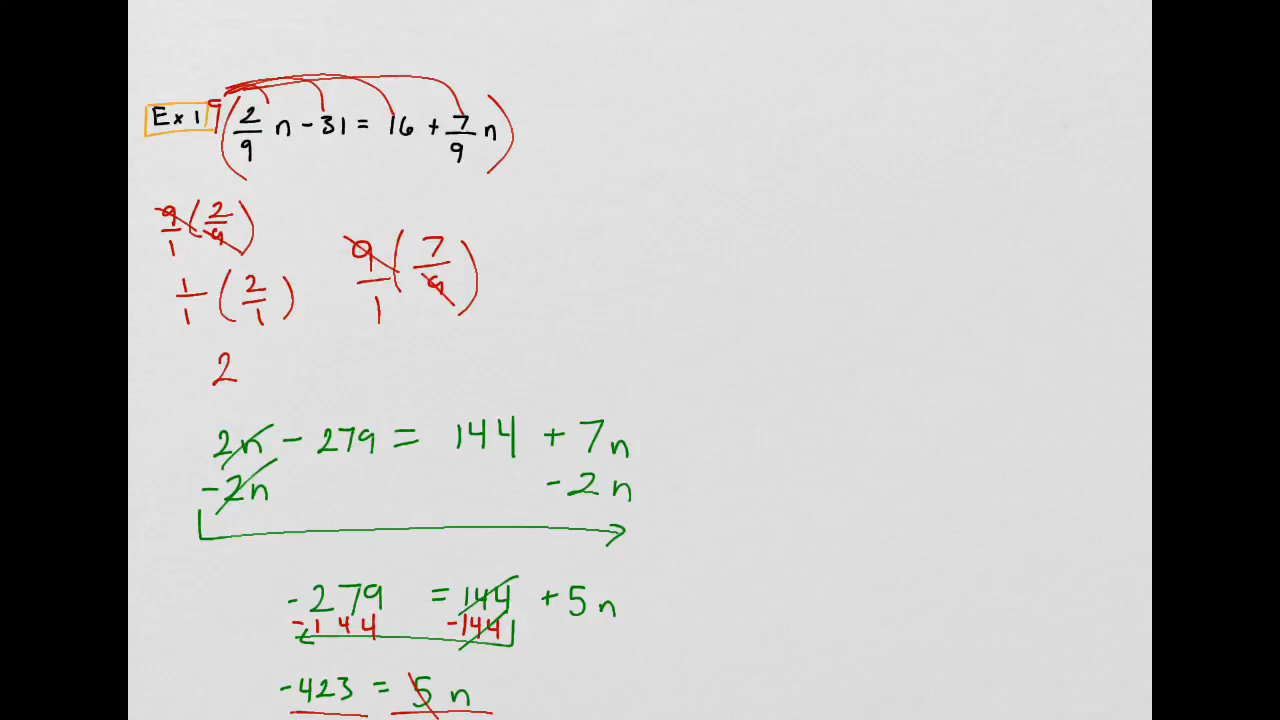 Ex 1 9(2/9 n - 31 = 16 + 7/9 n)
9/1 (2/9) 9/1 (7/9)
1/1 (2/1)
2
2n - 279 = 144 + 7n
-2n -2n
-279 = 144 + 5n
-144 -144
-423 = 5n